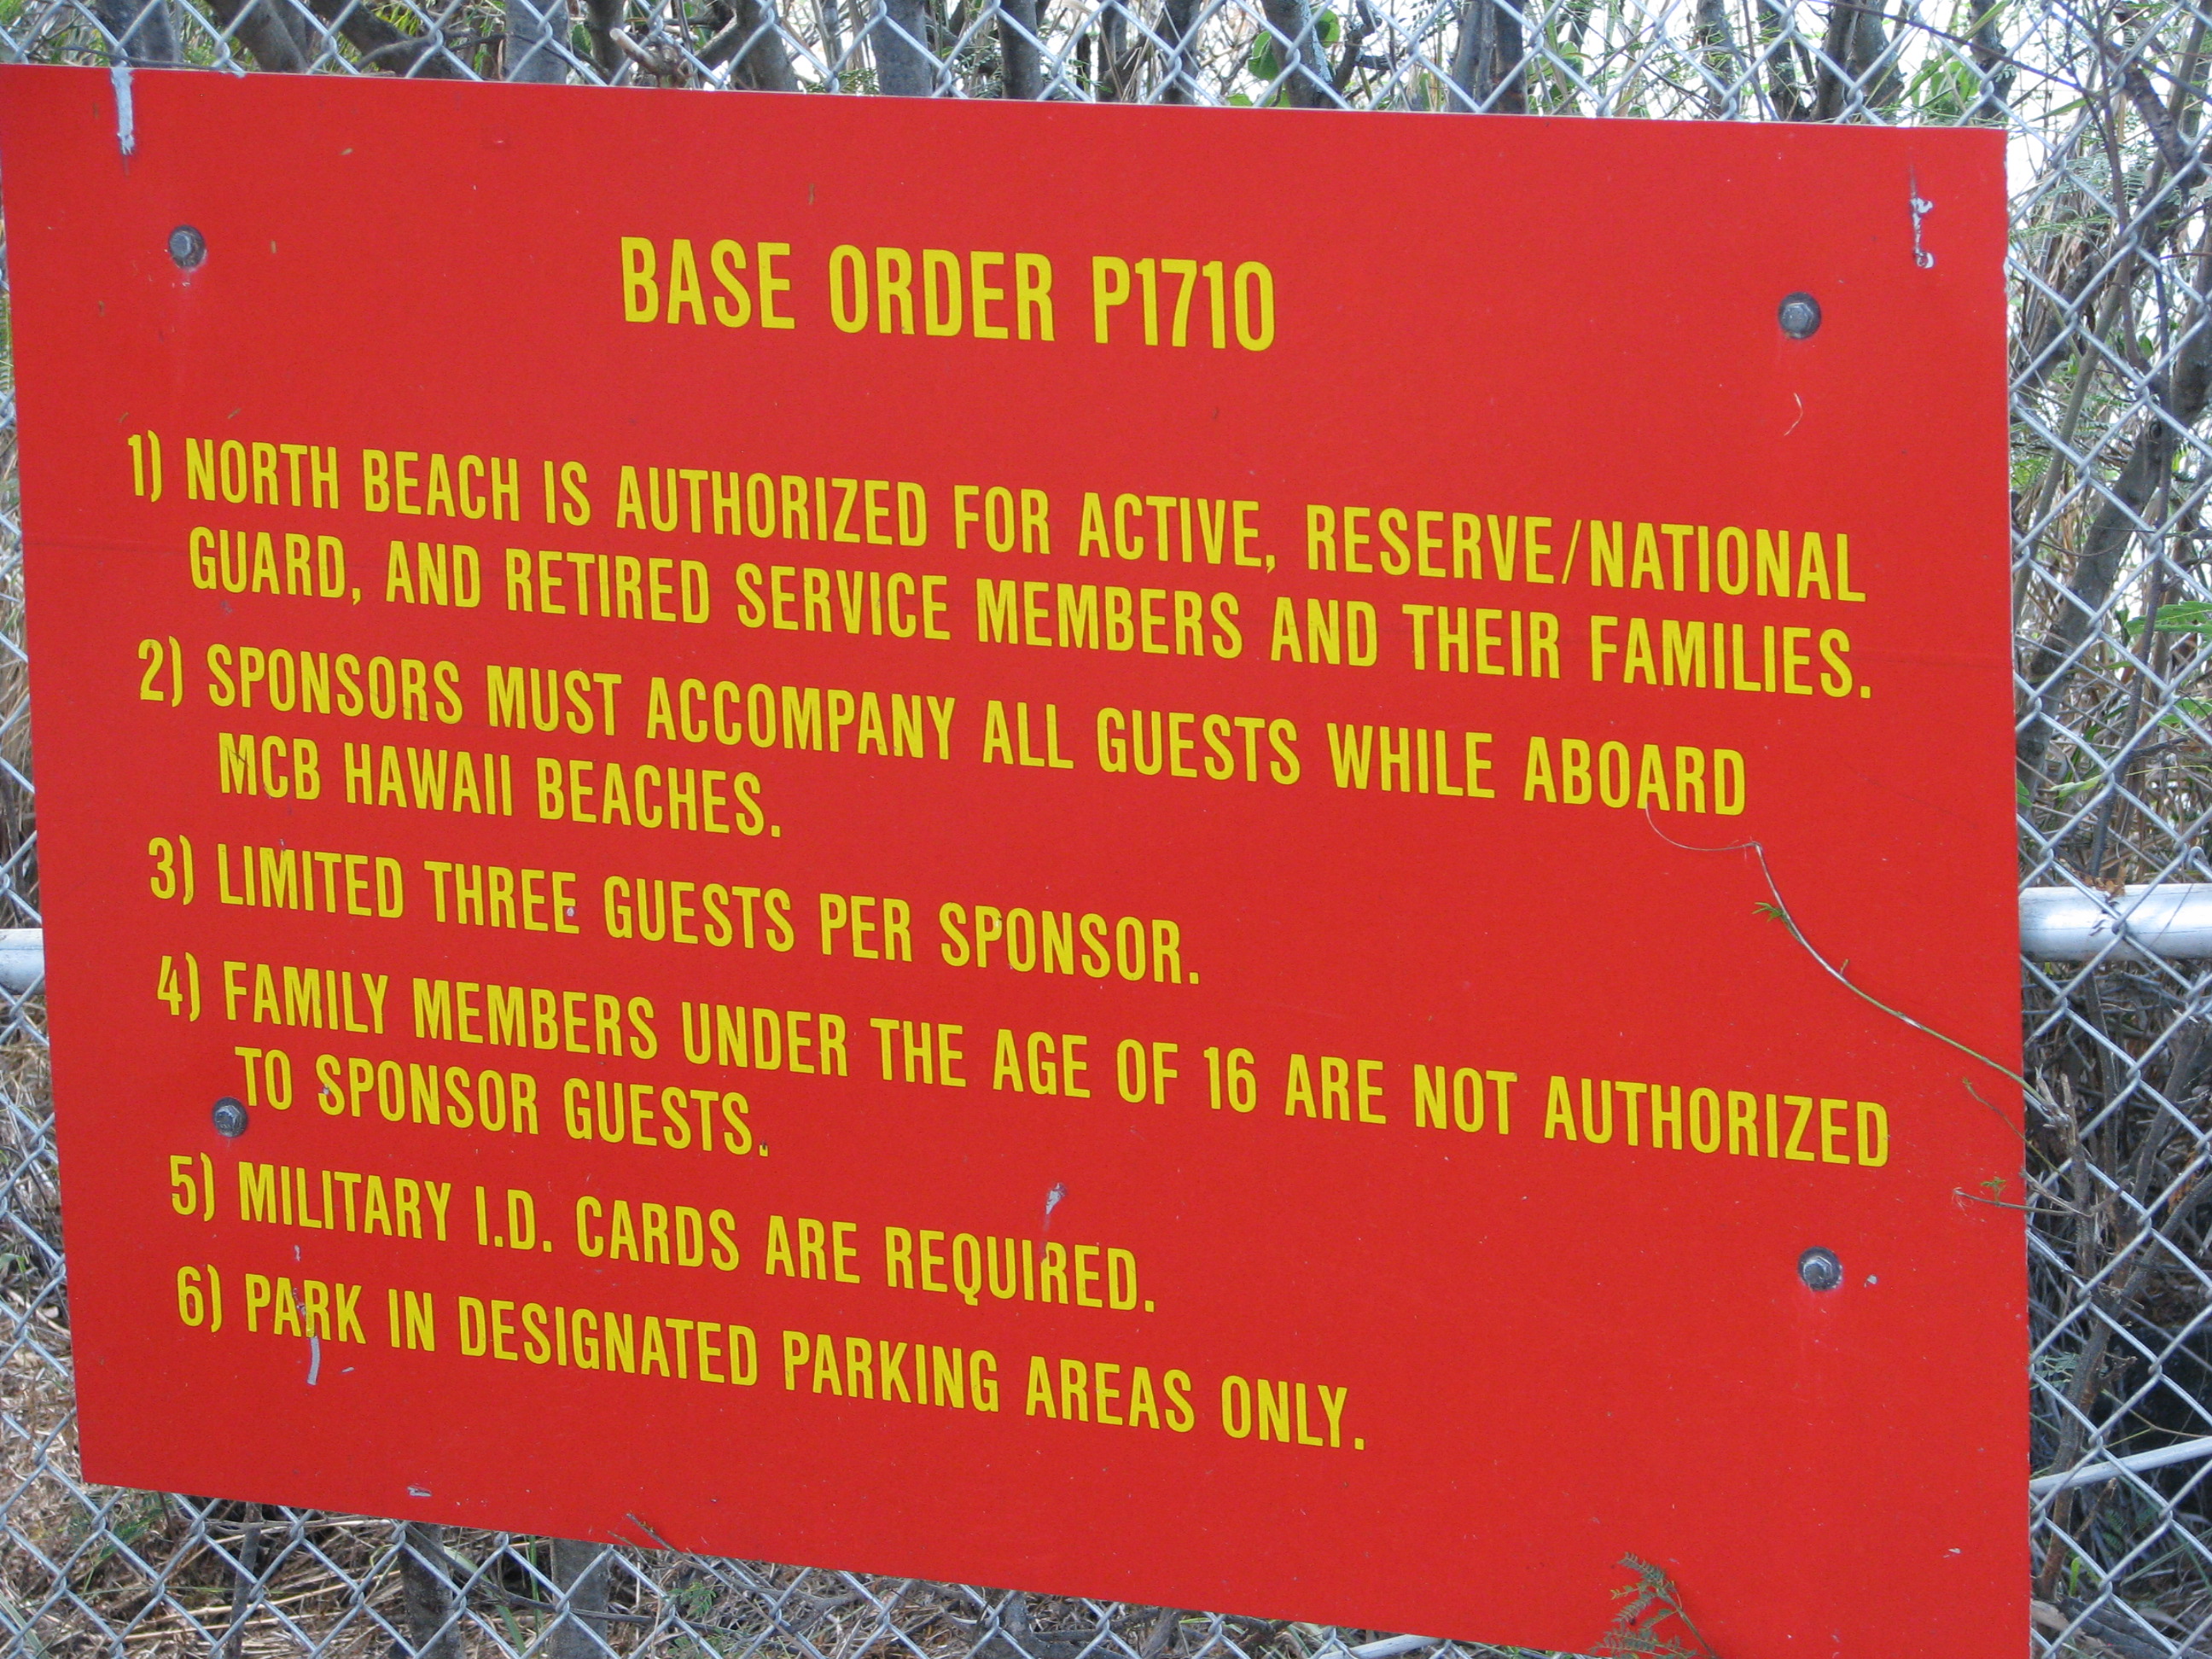 BASE ORDER P1710
1) NORTH BEACH IS AUTHORIZED FOR ACTIVE, RESERVE/NATIONAL
GUARD, AND RETIRED SERVICE MEMBERS AND THEIR FAMILIES.
2) SPONSORS MUST ACCOMPANY ALL GUESTS WHILE ABOARD
MCB HAWAII BEACHES.
3) LIMITED THREE GUESTS PER SPONSOR.
4) FAMILY MEMBERS UNDER THE AGE OF 16 ARE NOT AUTHORIZED
TO SPONSOR GUESTS.
5) MILITARY I.D. CARDS ARE REQUIRED.
6) PARK IN DESIGNATED PARKING AREAS ONLY.